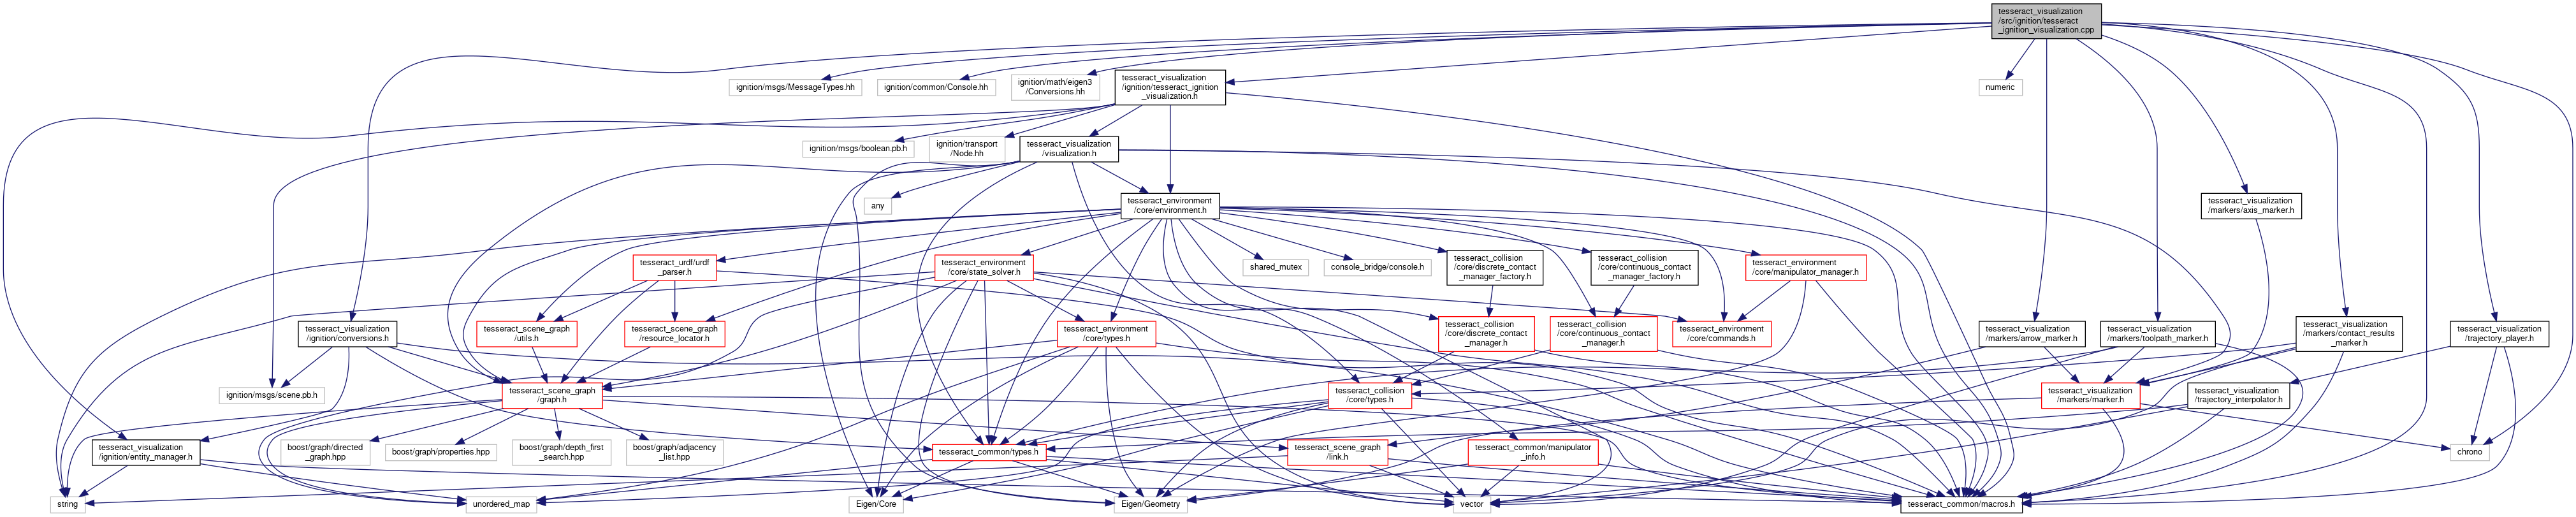 tesseract_visualization
/src/ignition/tesseract
_ignition_visualization.cpp
ignition/msgs/MessageTypes.hh
ignition/common/Console.hh
ignition/math/eigen3
/Conversions.hh
tesseract_visualization
/ignition/tesseract_ignition
_visualization.h
numeric
ignition/msgs/boolean.pb.h
ignition/transport
/Node.hh
tesseract_visualization
/visualization.h
any
tesseract_environment
/core/environment.h
tesseract_visualization
/markers/axis_marker.h
tesseract_urdf/urdf
_parser.h
tesseract_environment
/core/state_solver.h
shared_mutex
console_bridge/console.h
tesseract_collision
/core/discrete_contact
_manager_factory.h
tesseract_collision
/core/continuous_contact
_manager_factory.h
tesseract_environment
/core/manipulator_manager.h
tesseract_visualization
/ignition/conversions.h
tesseract_scene_graph
/utils.h
tesseract_scene_graph
/resource_locator.h
tesseract_environment
/core/types.h
tesseract_collision
/core/discrete_contact
_manager.h
tesseract_collision
/core/continuous_contact
_manager.h
tesseract_environment
/core/commands.h
tesseract_visualization
/markers/arrow_marker.h
tesseract_visualization
/markers/toolpath_marker.h
tesseract_visualization
/markers/contact_results
_marker.h
tesseract_visualization
/trajectory_player.h
ignition/msgs/scene.pb.h
tesseract_scene_graph
/graph.h
tesseract_collision
/core/types.h
tesseract_visualization
/markers/marker.h
tesseract_visualization
/trajectory_interpolator.h
tesseract_visualization
/ignition/entity_manager.h
boost/graph/directed
_graph.hpp
boost/graph/properties.hpp
boost/graph/depth_first
_search.hpp
boost/graph/adjacency
_list.hpp
tesseract_common/types.h
tesseract_scene_graph
/link.h
tesseract_common/manipulator
_info.h
chrono
string
unordered_map
Eigen/Core
Eigen/Geometry
vector
tesseract_common/macros.h